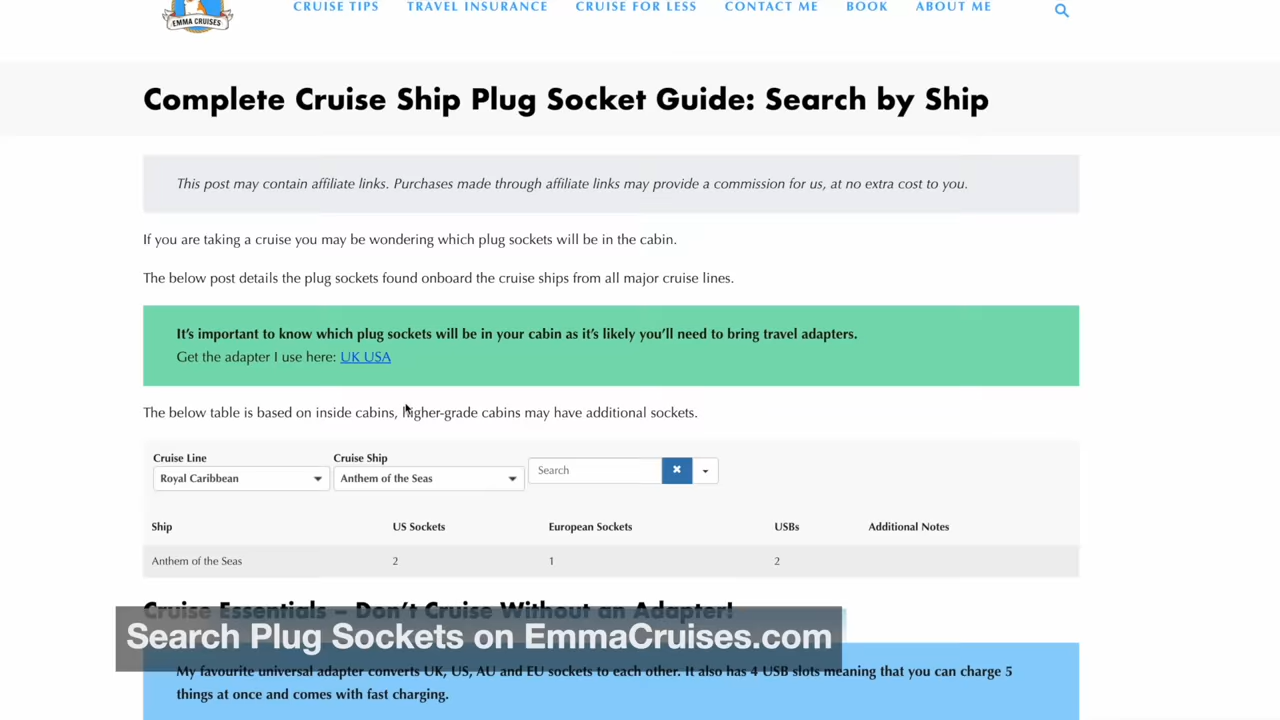 CRUISE TIPS TRAVEL INSURANCE CRUISE FOR LESS CONTACT ME BOOK ABOUT ME
EMMA CRUISES
Complete Cruise Ship Plug Socket Guide: Search by Ship
This post may contain affiliate links. Purchases made through affiliate links may provide a commission for us, at no extra cost to you.
If you are taking a cruise you may be wondering which plug sockets will be in the cabin.
The below post details the plug sockets found onboard the cruise ships from all major cruise lines.
It's important to know which plug sockets will be in your cabin as it's likely you'll need to bring travel adapters.
Get the adapter I use here: UK USA
The below table is based on inside cabins, higher-grade cabins may have additional sockets.
Cruise Line Cruise Ship
Royal Caribbean Anthem of the Seas Search
Ship US Sockets European Sockets USBs Additional Notes
Anthem of the Seas 2 1 2
Cruise Essentials – Don't Cruise Without an Adapter!
Search Plug Sockets on EmmaCruises.com
My favourite universal adapter converts UK, US, AU and EU sockets to each other. It also has 4 USB slots meaning that you can charge 5
things at once and comes with fast charging.